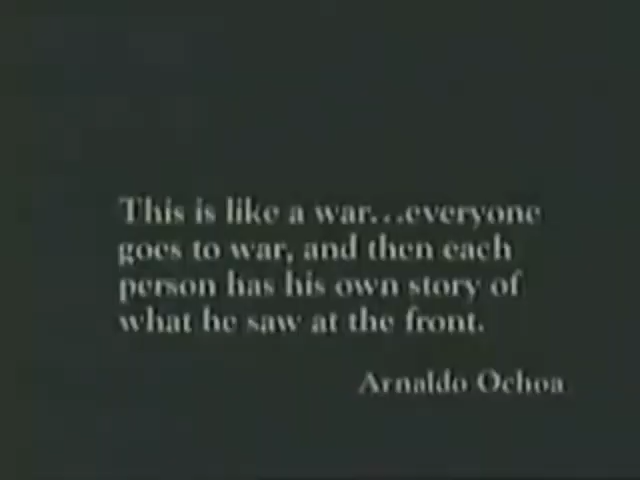 This is like a war...everyone
goes to war, and then each
person has his own story of
what he saw at the front.
Arnaldo Ochoa